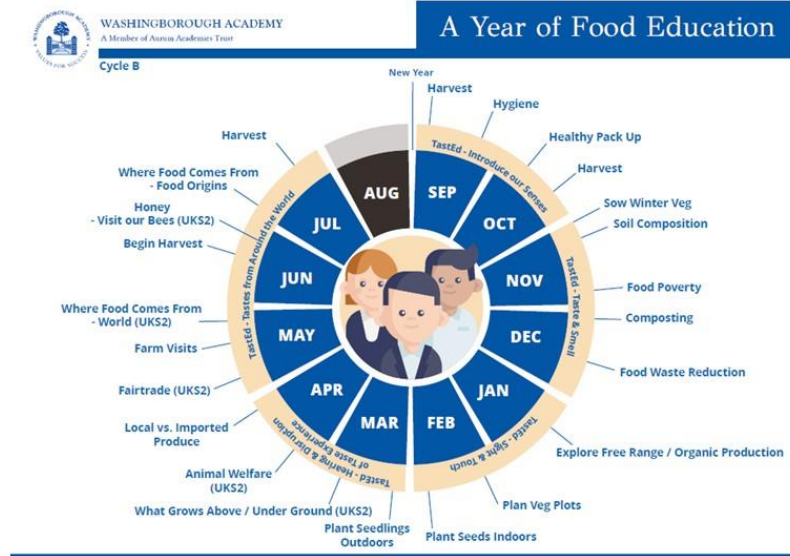 WASHINGBOROUGH ACADEMY
A Member of Aurum Academies Trust
WASHINGBOROUGH ACADEMY
VALUES FOR SUCCESS
A Year of Food Education
Cycle B
New Year
Harvest
Hygiene
Healthy Pack Up
Harvest
Sow Winter Veg
Soil Composition
Food Poverty
Composting
Food Waste Reduction
Explore Free Range / Organic Production
Plan Veg Plots
Plant Seeds Indoors
Plant Seedlings
Outdoors
What Grows Above / Under Ground (UKS2)
Animal Welfare
(UKS2)
Local vs. Imported
Produce
Fairtrade (UKS2)
Farm Visits
Where Food Comes From
- World (UKS2)
Begin Harvest
Honey
- Visit our Bees (UKS2)
Where Food Comes From
- Food Origins
Harvest
TastEd - Introduce our Senses
TastEd - Taste & Smell
TastEd - Sight & Touch
TastEd - Hearing & Disruption
of Taste Experience
TastEd - Tastes from Around the World
SEP
OCT
NOV
DEC
JAN
FEB
MAR
APR
MAY
JUN
JUL
AUG